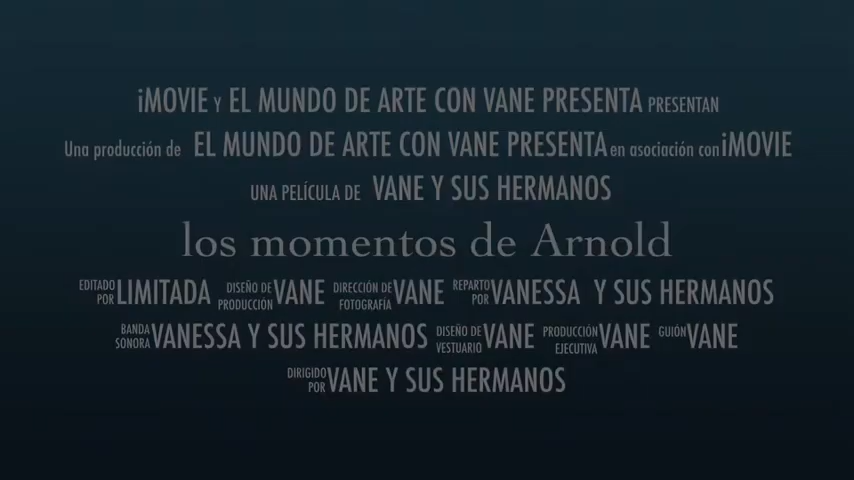 iMOVIE Y EL MUNDO DE ARTE CON VANE PRESENTA PRESENTAN
Una producción de EL MUNDO DE ARTE CON VANE PRESENTA en asociación con iMOVIE
UNA PELÍCULA DE VANE Y SUS HERMANOS
los momentos de Arnold
EDITADO POR LIMITADA DISEÑO DE PRODUCCIÓN VANE DIRECCIÓN DE FOTOGRAFÍA VANE REPARTO POR VANESSA Y SUS HERMANOS
BANDA SONORA VANESSA Y SUS HERMANOS DISEÑO DE VESTUARIO VANE PRODUCCIÓN EJECUTIVA VANE GUIÓN VANE
DIRIGIDO POR VANE Y SUS HERMANOS